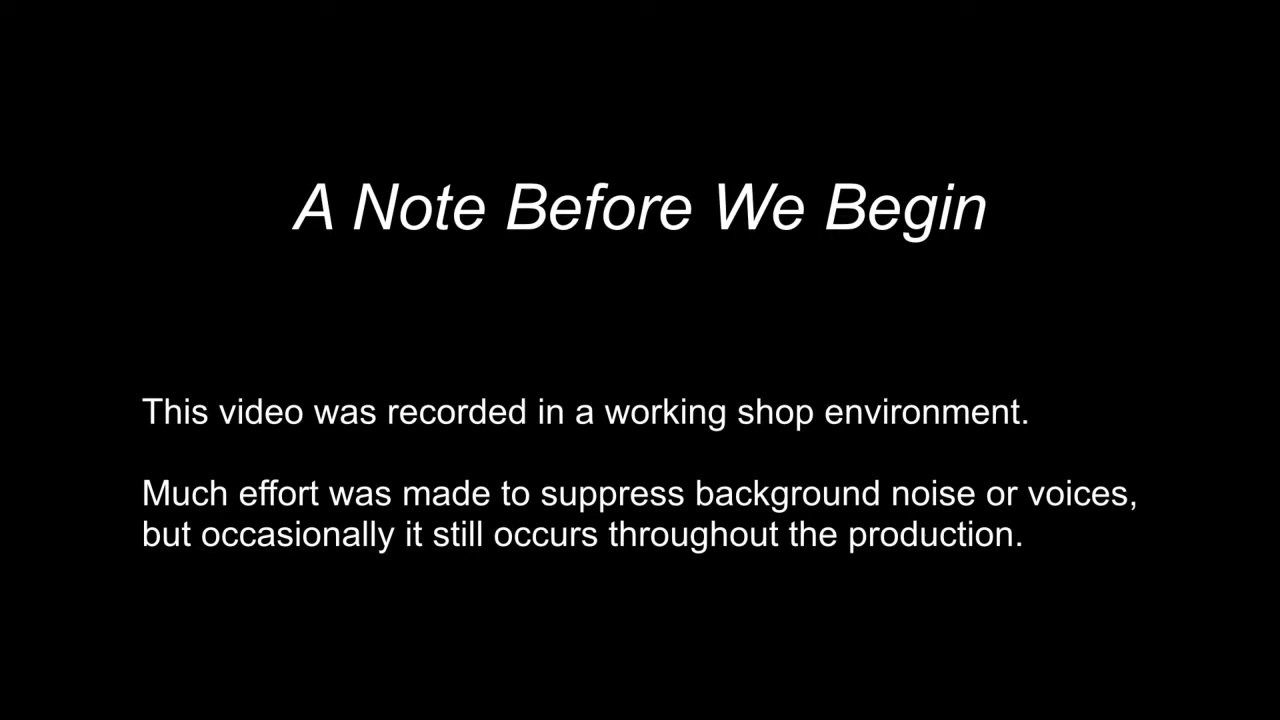 A Note Before We Begin
This video was recorded in a working shop environment.
Much effort was made to suppress background noise or voices,
but occasionally it still occurs throughout the production.